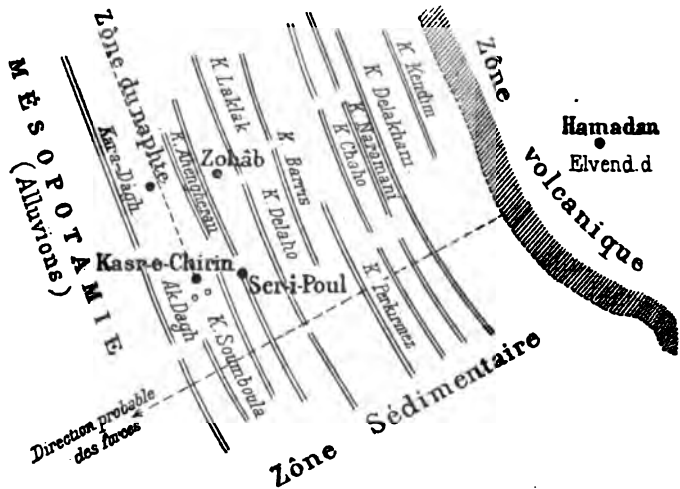 MÉSOPOTAMIE
(Alluvions)
Zône du naphte
Kara-Dagh
K. Ahengheran
K Laklak
Zohâb
K Barris
K Delaho
K Chaho
K Naramani
K Delakhani
K Kendim
Zône
volcanique
Hamadan
Elvend.d
Kasr-e-Chirin
Ser-i-Poul
Ak Dagh
K. Soumboula
K Perkinnez
Direction probable
des forces
Zône Sédimentaire